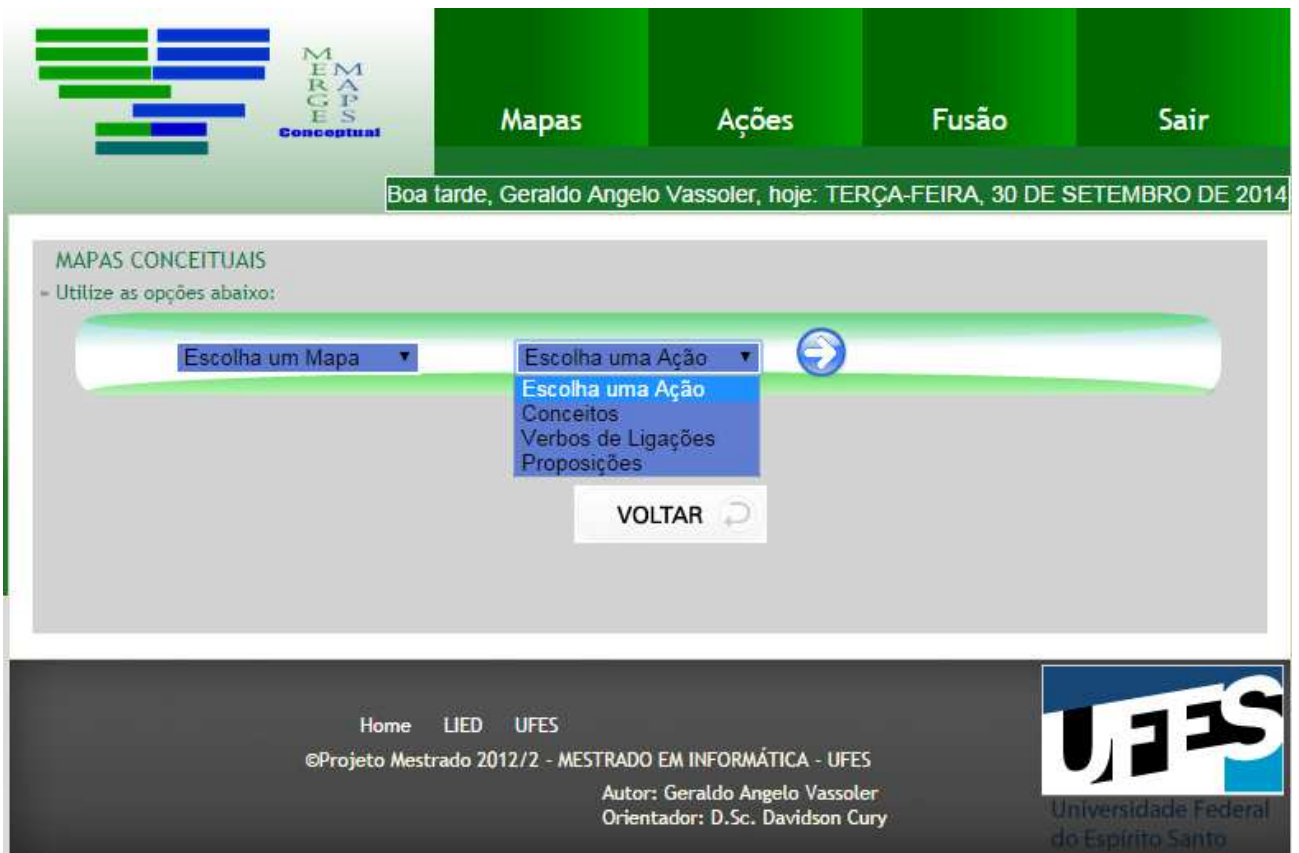 MERGE
MAPS
Conceptual
Mapas Ações Fusão Sair
Boa tarde, Geraldo Angelo Vassoler, hoje: TERÇA-FEIRA, 30 DE SETEMBRO DE 2014
MAPAS CONCEITUAIS
Utilize as opções abaixo:
Escolha um Mapa Escolha uma Ação
Escolha uma Ação
Conceitos
Verbos de Ligações
Proposições
VOLTAR
Home LIED UFES
©Projeto Mestrado 2012/2 - MESTRADO EM INFORMÁTICA - UFES
Autor: Geraldo Angelo Vassoler
Orientador: D.Sc. Davidson Cury
UFES
Universidade Federal
do Espírito Santo